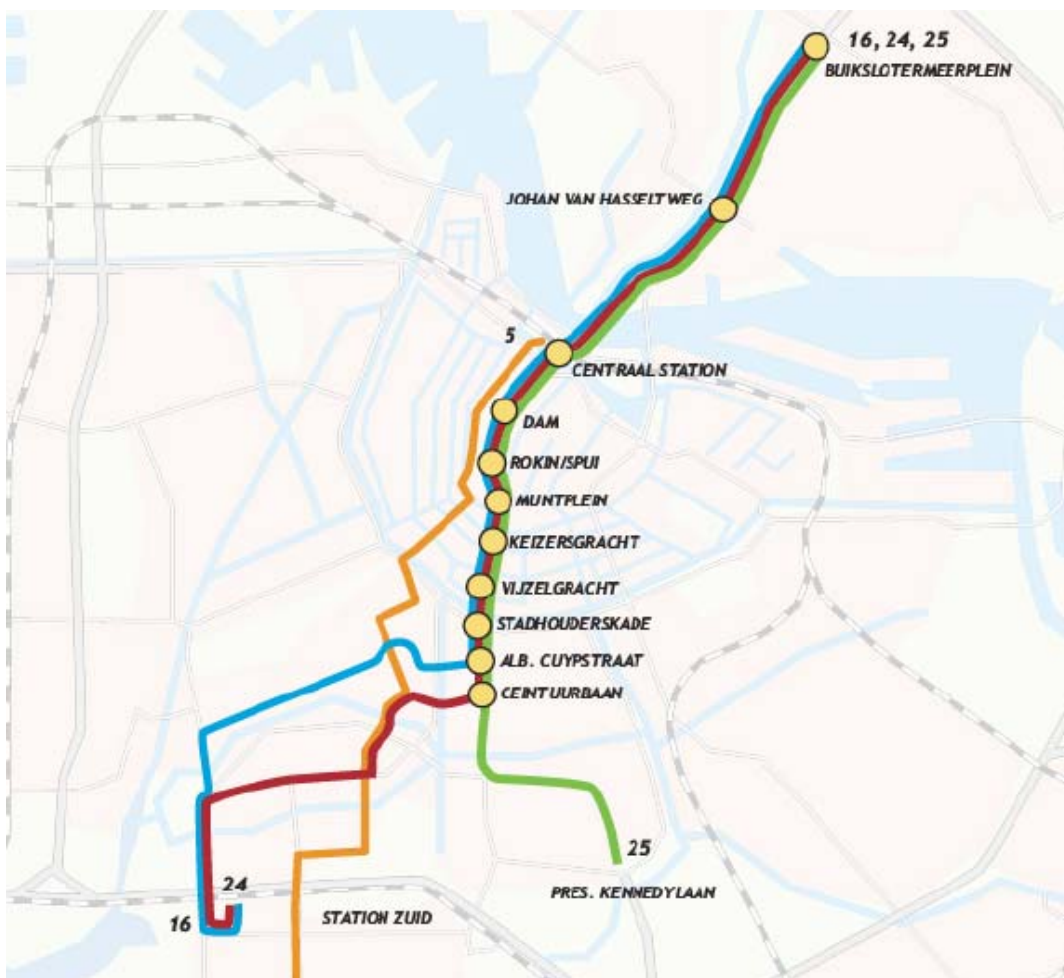 16, 24, 25
BUIKSLOTERMEERPLEIN
JOHAN VAN HASSELTWEG
5
CENTRAAL STATION
DAM
ROKIN/SPUI
MUNTPLEIN
KEIZERSGRACHT
VIJZELGRACHT
STADHOUDERSKADE
ALB. CUYPSTRAAT
CEINTUURBAAN
25
PRES. KENNEDYLAAN
24
16
STATION ZUID